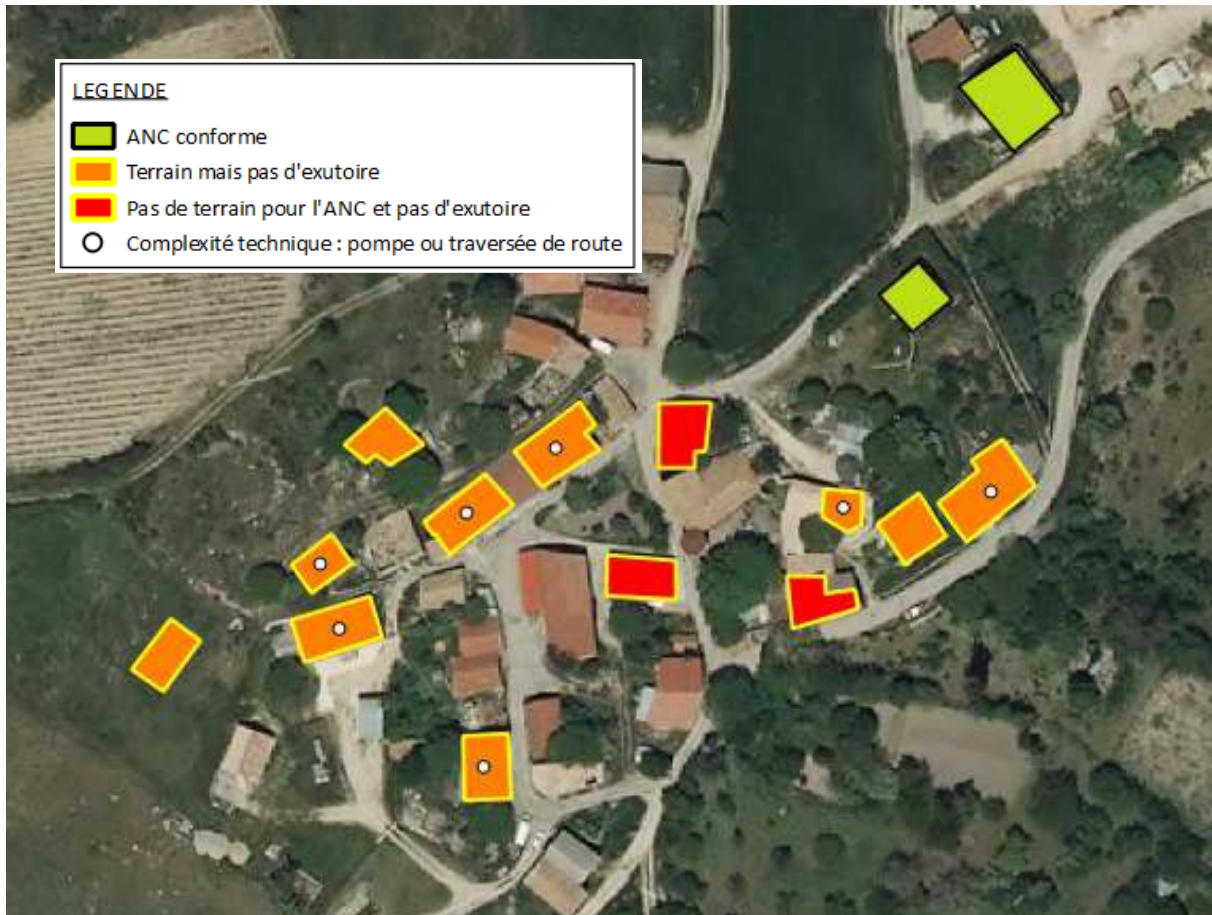 LEGENDE
ANC conforme
Terrain mais pas d'exutoire
Pas de terrain pour l'ANC et pas d'exutoire
Complexité technique : pompe ou traversée de route